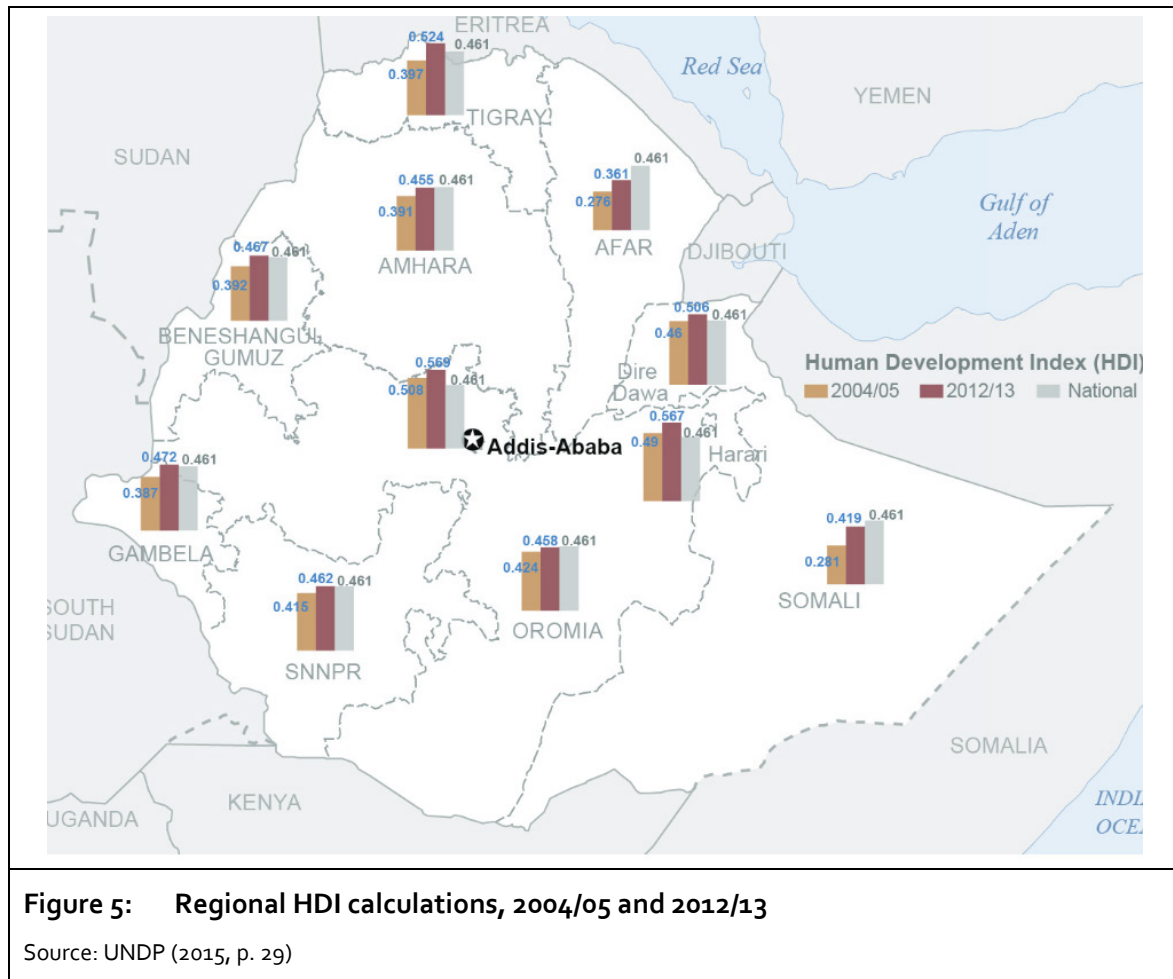 ERITREA
0.524
0.461
0.397
TIGRAY
Red Sea
YEMEN
SUDAN
0.455
0.461
0.391
AMHARA
0.461
0.361
0.276
AFAR
Gulf of
Aden
DJIBOUTI
0.467
0.461
0.392
BENESHANGUL
GUMUZ
0.506
0.46
0.461
Dire
Dawa
Human Development Index (HDI)
2004/05
2012/13
National
0.569
0.508
0.461
Addis-Ababa
0.567
0.49
0.461
Harari
0.472
0.461
0.387
GAMBELA
0.458
0.461
0.424
OROMIA
0.419
0.461
0.281
SOMALI
0.462
0.461
0.415
SNNPR
SOUTH
SUDAN
SOMALIA
KENYA
UGANDA
INDI
OCE
Figure 5: Regional HDI calculations, 2004/05 and 2012/13
Source: UNDP (2015, p. 29)